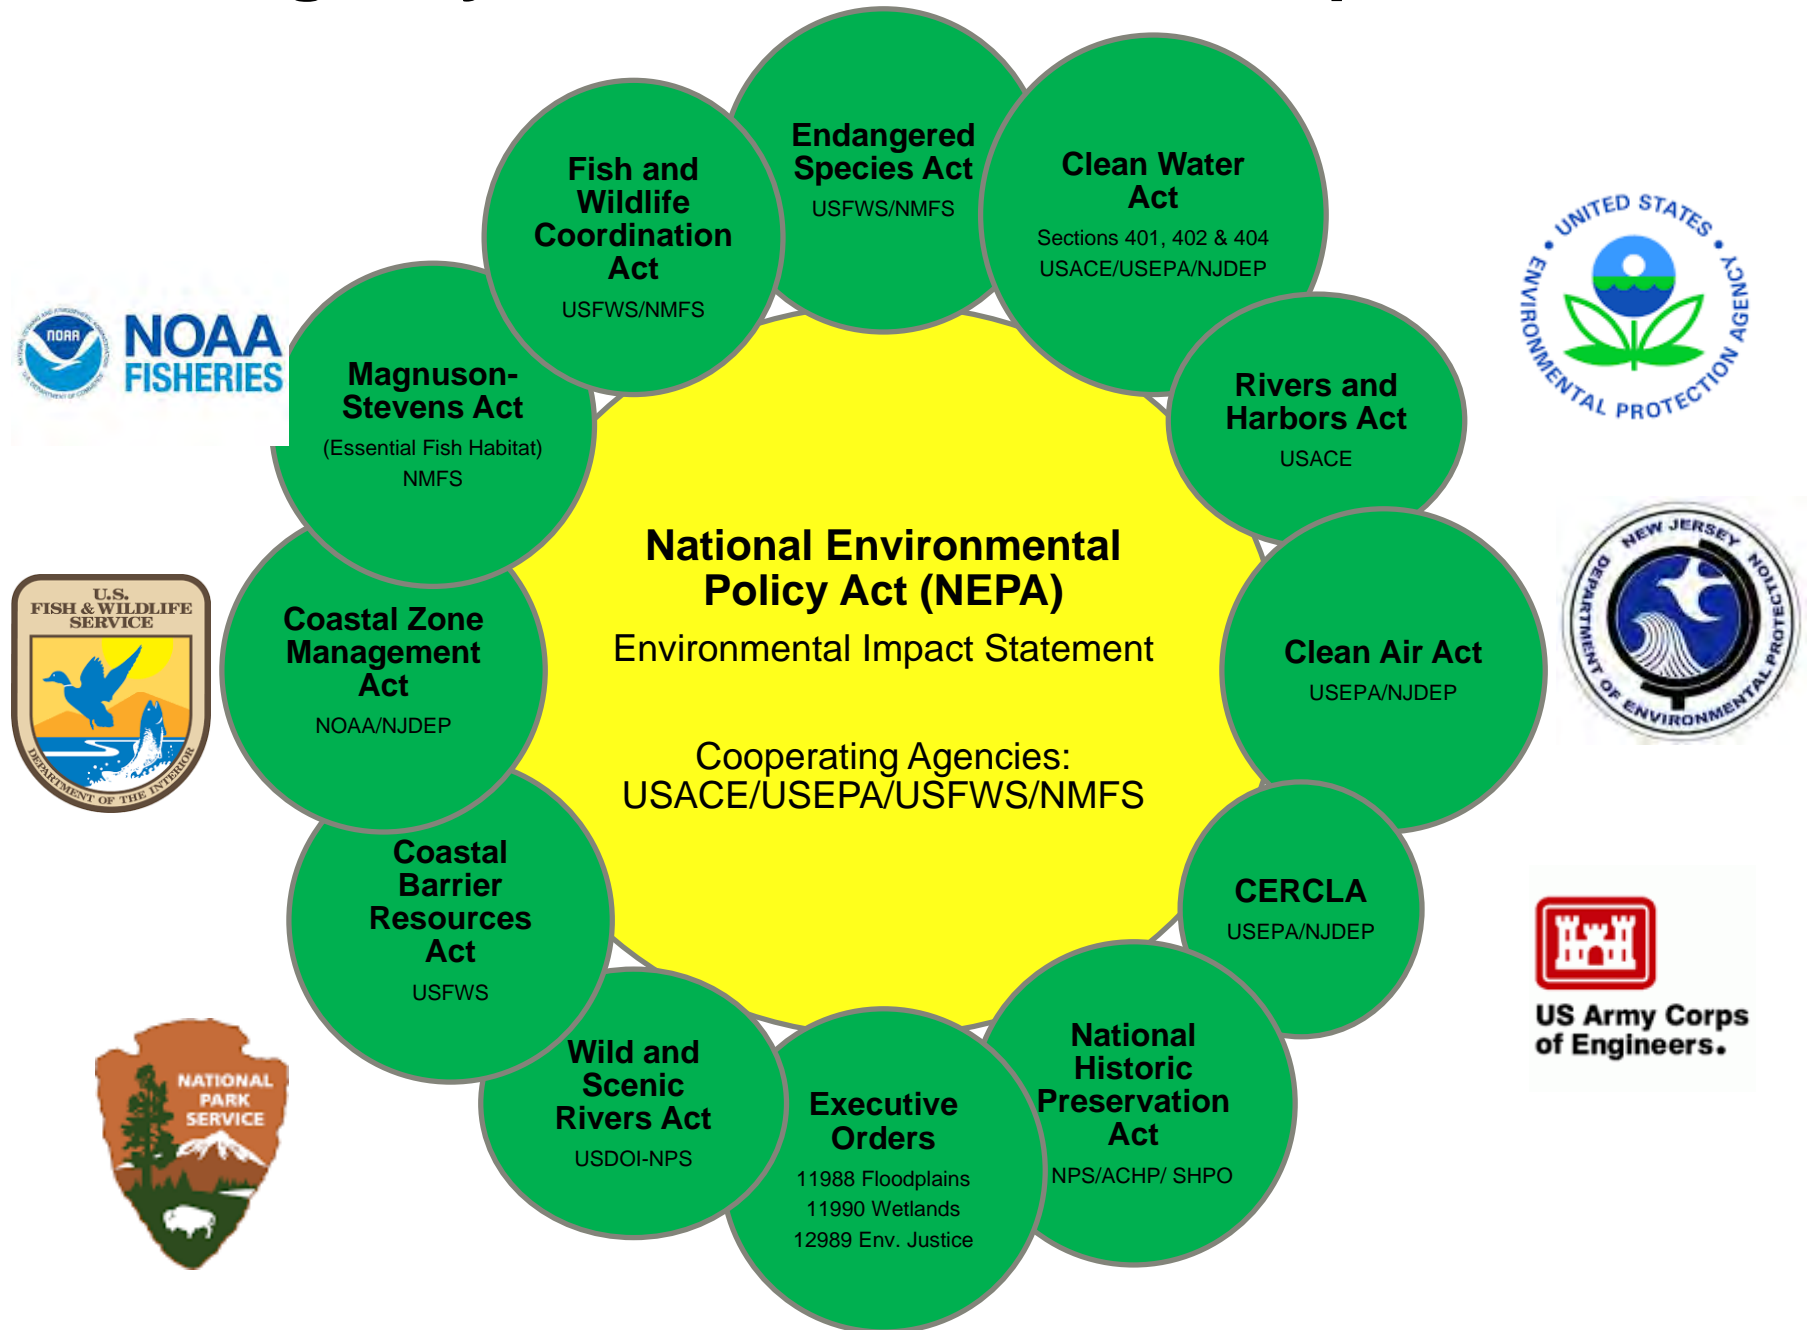 Endangered
Species Act
USFWS/NMFS
Clean Water
Act
Sections 401, 402 & 404
USACE/USEPA/NJDEP
Rivers and
Harbors Act
USACE
Clean Air Act
USEPA/NJDEP
CERCLA
USEPA/NJDEP
National
Historic
Preservation
Act
NPS/ACHP/ SHPO
Executive
Orders
11988 Floodplains
11990 Wetlands
12989 Env. Justice
Wild and
Scenic
Rivers Act
USDOI-NPS
Coastal
Barrier
Resources
Act
USFWS
Coastal Zone
Management
Act
NOAA/NJDEP
Magnuson-
Stevens Act
(Essential Fish Habitat)
NMFS
Fish and
Wildlife
Coordination
Act
USFWS/NMFS
National Environmental
Policy Act (NEPA)
Environmental Impact Statement
Cooperating Agencies:
USACE/USEPA/USFWS/NMFS
NOAA
NOAA
FISHERIES
U.S.
FISH & WILDLIFE
SERVICE
DEPARTMENT OF THE INTERIOR
NATIONAL
PARK
SERVICE
UNITED STATES
ENVIRONMENTAL PROTECTION AGENCY
NEW JERSEY
DEPARTMENT OF ENVIRONMENTAL PROTECTION
US Army Corps
of Engineers.